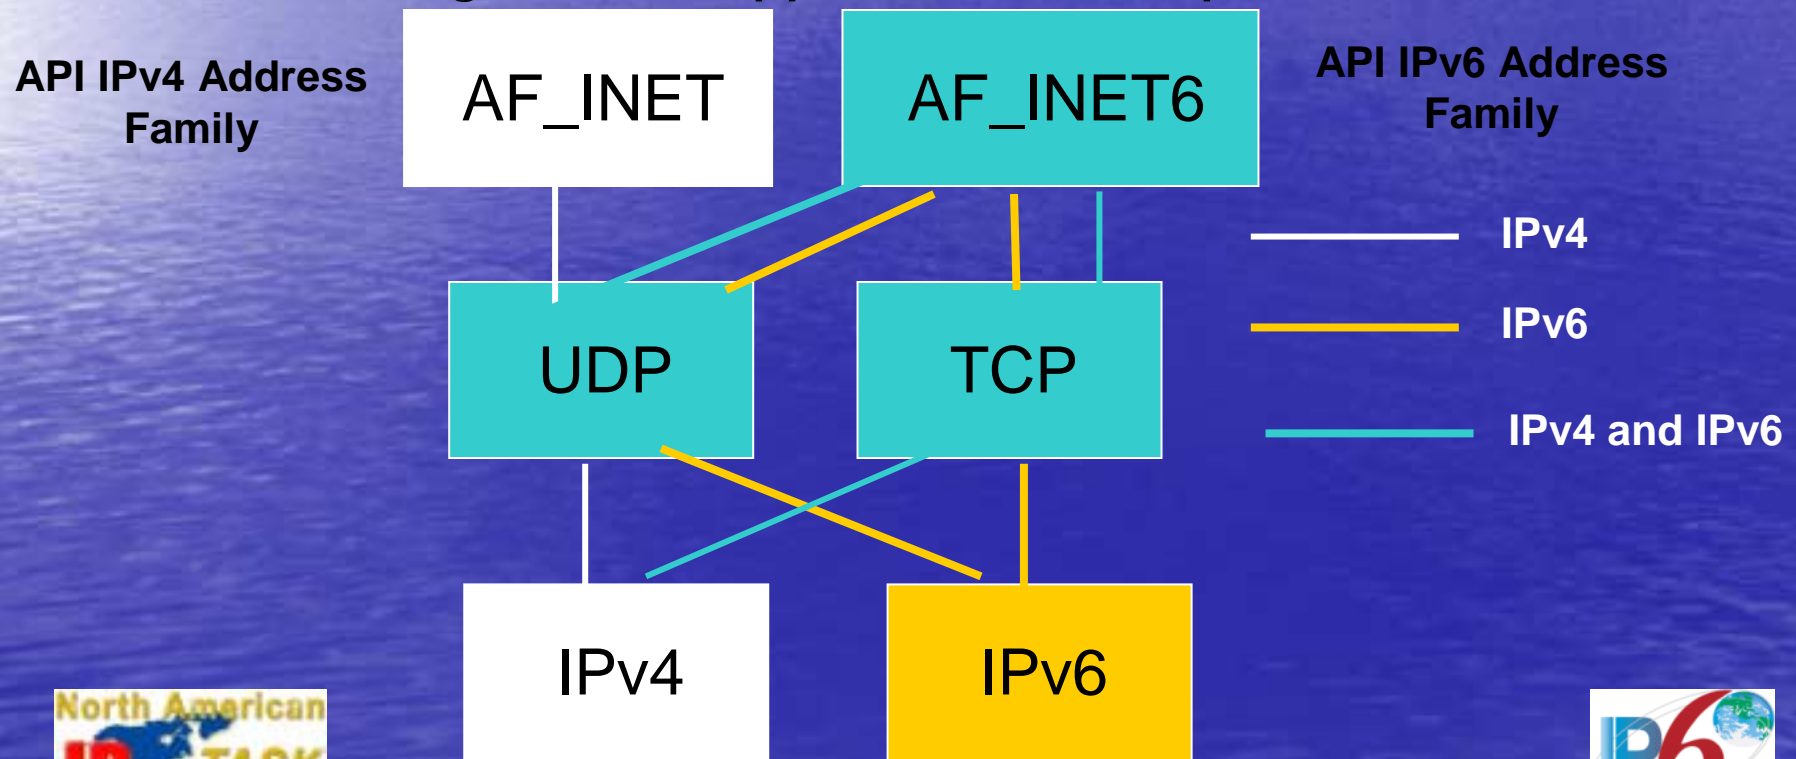 API IPv4 Address
Family
AF_INET
AF_INET6
API IPv6 Address
Family
IPv4
IPv6
IPv4 and IPv6
UDP
TCP
IPv4
IPv6
North American